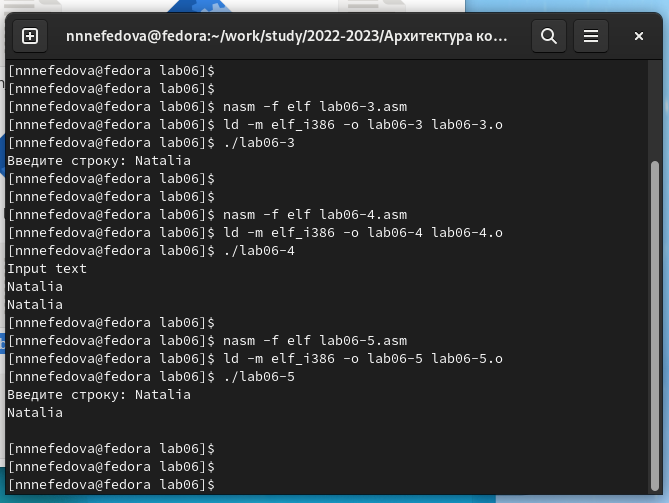 nnnefedova@fedora:~/work/study/2022-2023/Архитектура ко...
[nnnefedova@fedora lab06]$
[nnnefedova@fedora lab06]$
[nnnefedova@fedora lab06]$ nasm -f elf lab06-3.asm
[nnnefedova@fedora lab06]$ ld -m elf_i386 -o lab06-3 lab06-3.o
[nnnefedova@fedora lab06]$ ./lab06-3
Введите строку: Natalia
[nnnefedova@fedora lab06]$
[nnnefedova@fedora lab06]$
[nnnefedova@fedora lab06]$ nasm -f elf lab06-4.asm
[nnnefedova@fedora lab06]$ ld -m elf_i386 -o lab06-4 lab06-4.o
[nnnefedova@fedora lab06]$ ./lab06-4
Input text
Natalia
Natalia
[nnnefedova@fedora lab06]$
[nnnefedova@fedora lab06]$ nasm -f elf lab06-5.asm
[nnnefedova@fedora lab06]$ ld -m elf_i386 -o lab06-5 lab06-5.o
[nnnefedova@fedora lab06]$ ./lab06-5
Введите строку: Natalia
Natalia
[nnnefedova@fedora lab06]$
[nnnefedova@fedora lab06]$
[nnnefedova@fedora lab06]$